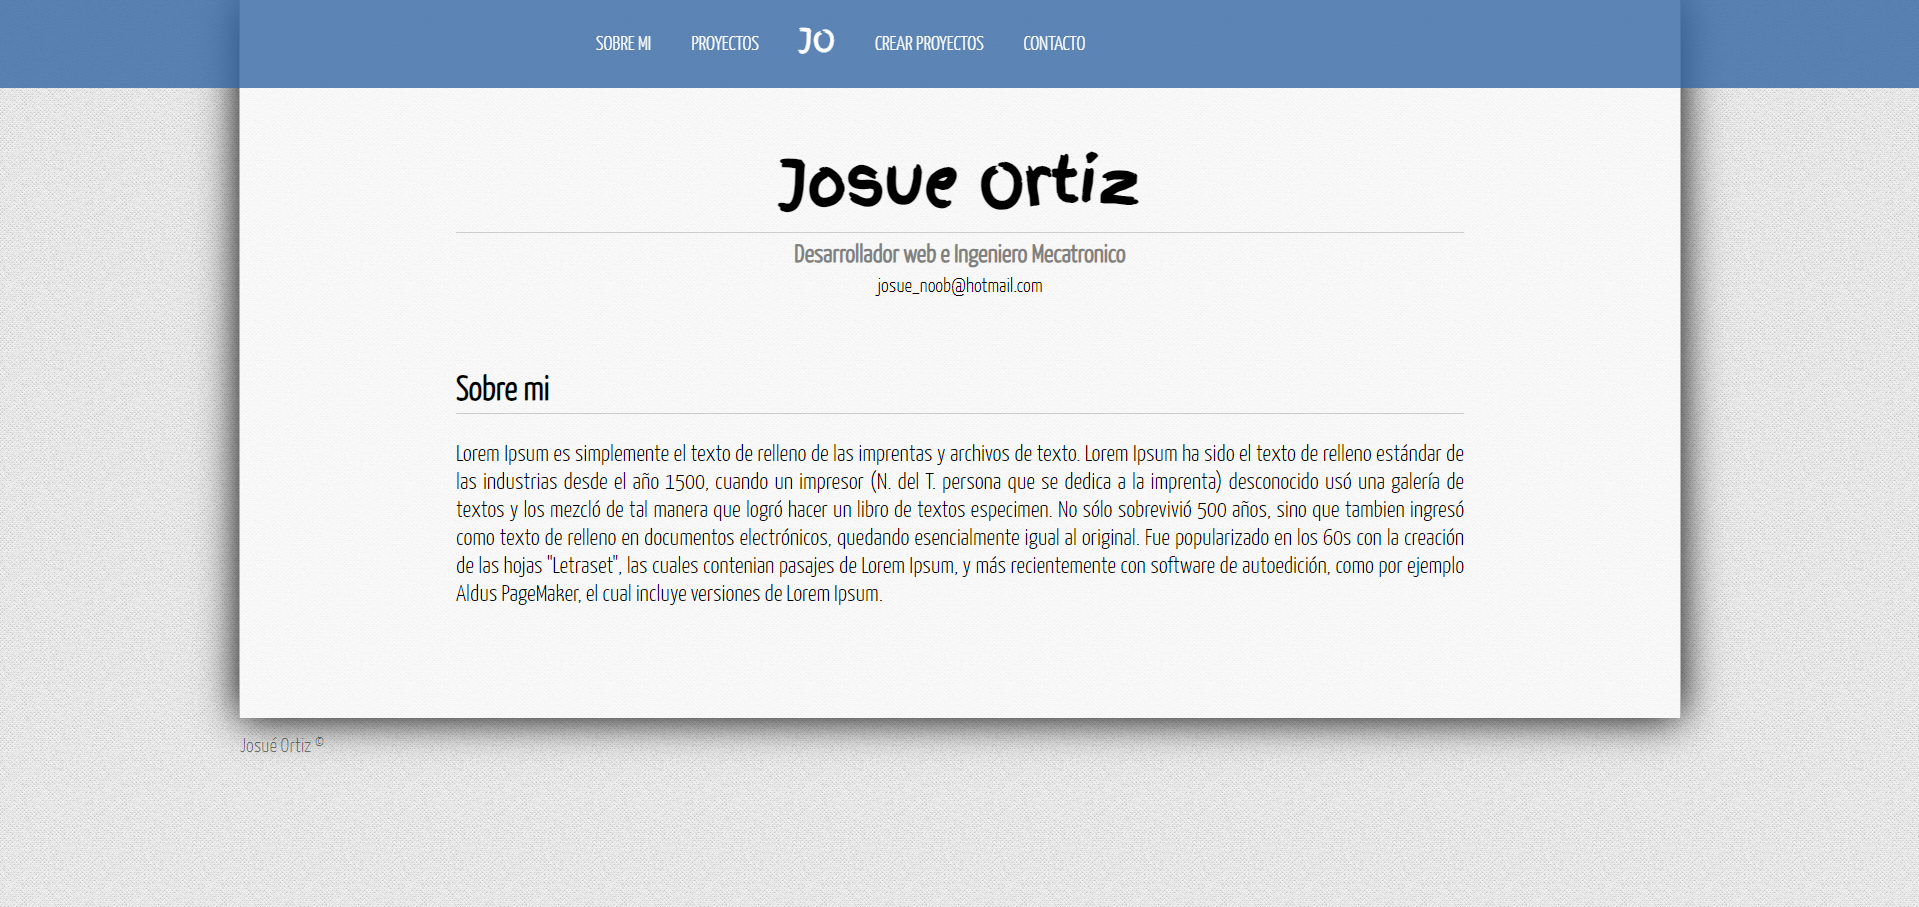 SOBRE MI PROYECTOS JO CREAR PROYECTOS CONTACTO
Josue Ortiz
Desarrollador web e Ingeniero Mecatronico
josue_noob@hotmail.com
Sobre mi
Lorem Ipsum es simplemente el texto de relleno de las imprentas y archivos de texto. Lorem Ipsum ha sido el texto de relleno estándar de
las industrias desde el año 1500, cuando un impresor (N. del T. persona que se dedica a la imprenta) desconocido usó una galería de
textos y los mezcló de tal manera que logró hacer un libro de textos especimen. No sólo sobrevivió 500 años, sino que tambien ingresó
como texto de relleno en documentos electrónicos, quedando esencialmente igual al original. Fue popularizado en los 60s con la creación
de las hojas "Letraset", las cuales contenian pasajes de Lorem Ipsum, y más recientemente con software de autoedición, como por ejemplo
Aldus PageMaker, el cual incluye versiones de Lorem Ipsum.
Josué Ortiz ©